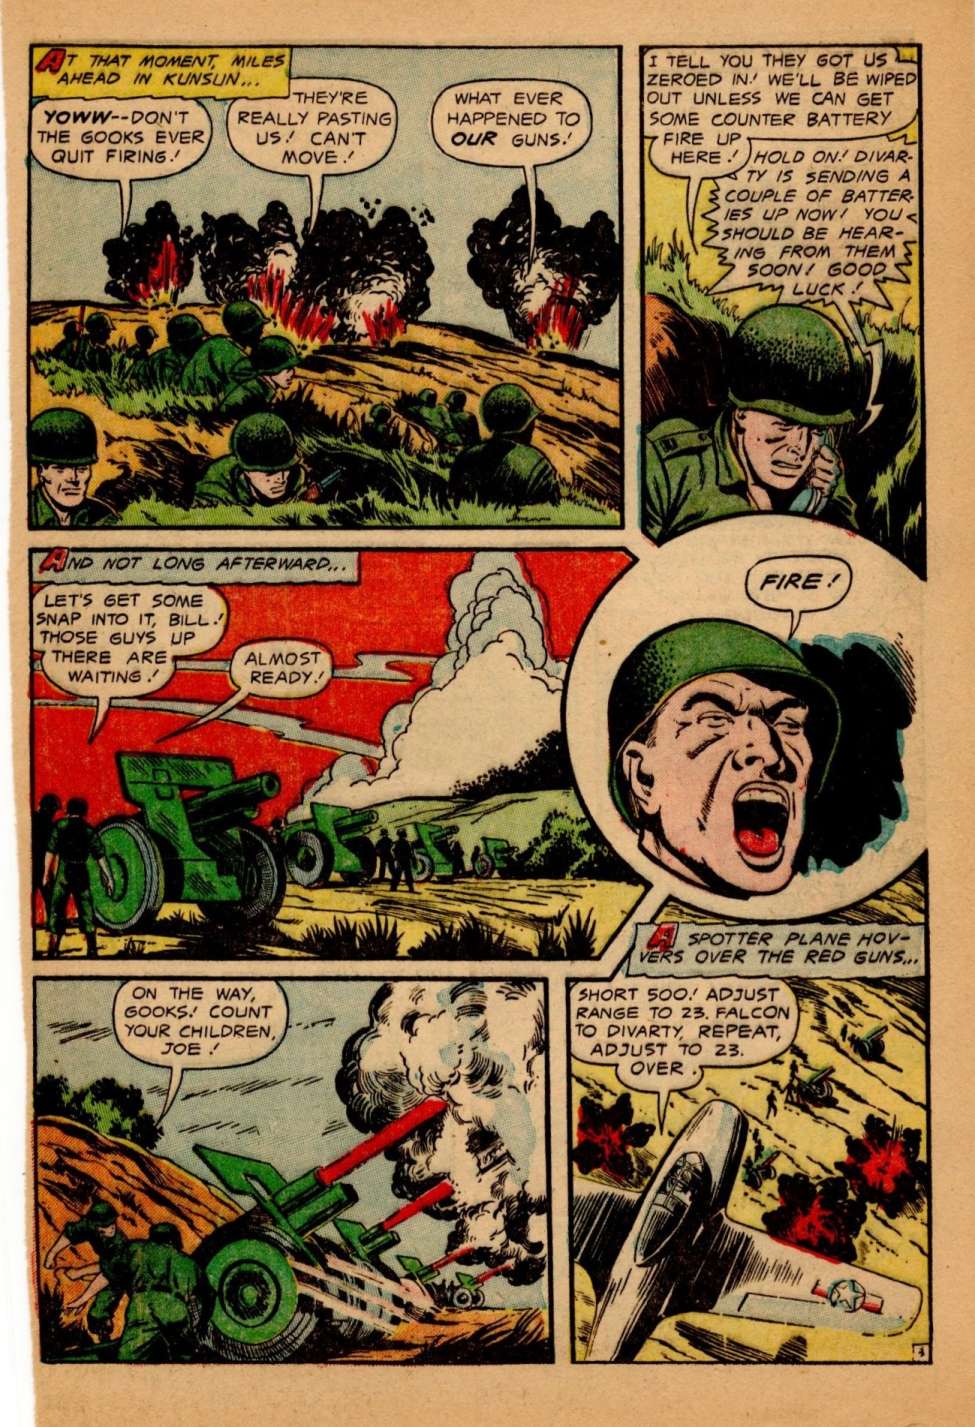 AT THAT MOMENT, MILES
AHEAD IN KUNSUN...
YOWW--DON'T
THE GOOKS EVER
QUIT FIRING!
THEY'RE
REALLY PASTING
US! CAN'T
MOVE!
WHAT EVER
HAPPENED TO
OUR GUNS!
I TELL YOU THEY GOT US
ZEROED IN! WE'LL BE WIPED
OUT UNLESS WE CAN GET
SOME COUNTER BATTERY
FIRE UP
HERE!
HOLD ON! DIVAR-
TY IS SENDING A
COUPLE OF BATTER-
IES UP NOW! YOU
SHOULD BE HEAR-
ING FROM THEM
SOON! GOOD
LUCK!
AND NOT LONG AFTERWARD...
LET'S GET SOME
SNAP INTO IT, BILL!
THOSE GUYS UP
THERE ARE
WAITING!
ALMOST
READY!
FIRE!
ON THE WAY,
GOOKS! COUNT
YOUR CHILDREN,
JOE!
A SPOTTER PLANE HOV-
VERS OVER THE RED GUNS...
SHORT 500! ADJUST
RANGE TO 23. FALCON
TO DIVARTY, REPEAT,
ADJUST TO 23.
OVER.
4